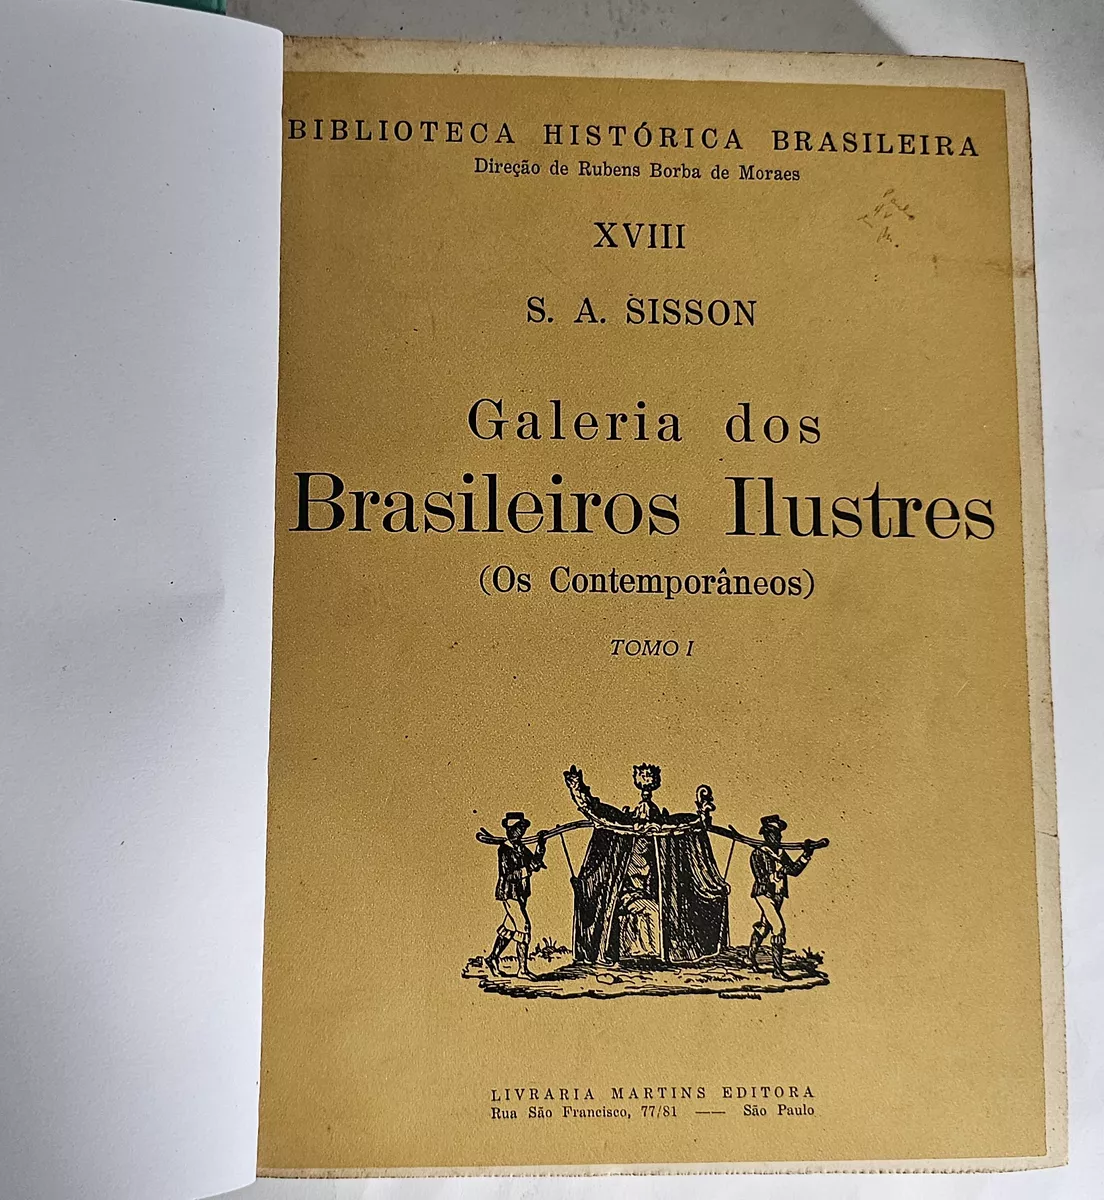 BIBLIOTECA HISTÓRICA BRASILEIRA
Direção de Rubens Borba de Moraes
XVIII
S. A. SISSON
Galeria dos
Brasileiros Ilustres
(Os Contemporâneos)
TOMO I
LIVRARIA MARTINS EDITORA
Rua São Francisco, 77/81 —— São Paulo